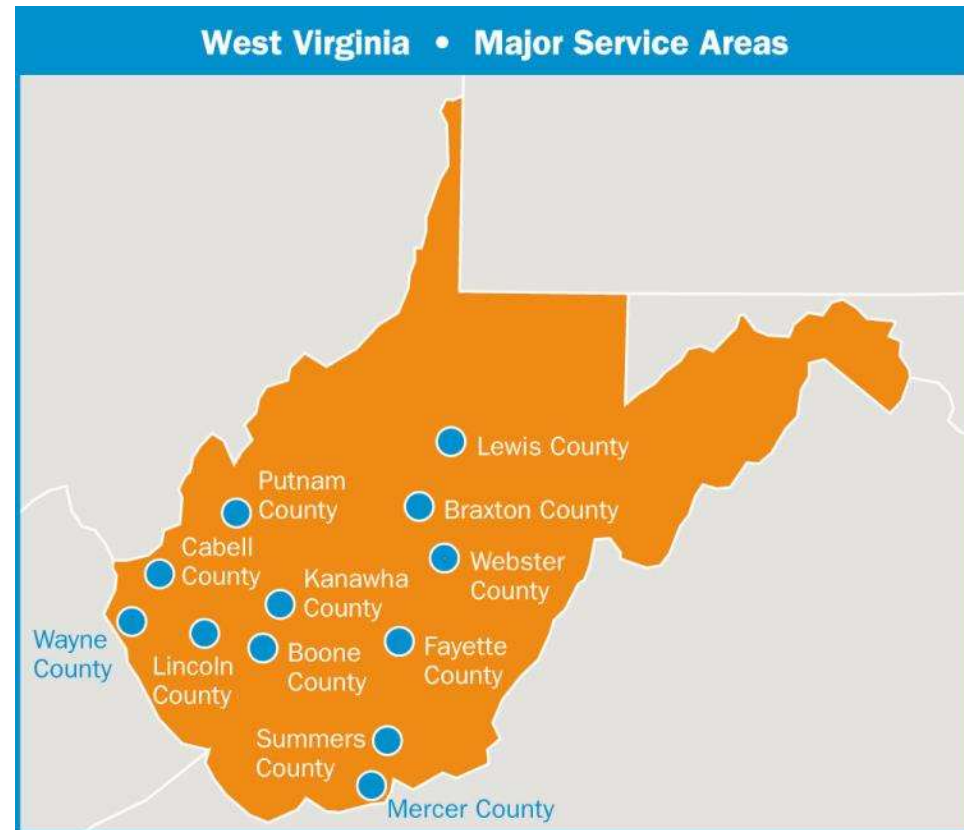 West Virginia • Major Service Areas
Lewis County
Putnam
County
Braxton County
Cabell
County
Webster
County
Kanawha
County
Wayne
County
Lincoln
County
Boone
County
Fayette
County
Summers
County
Mercer County